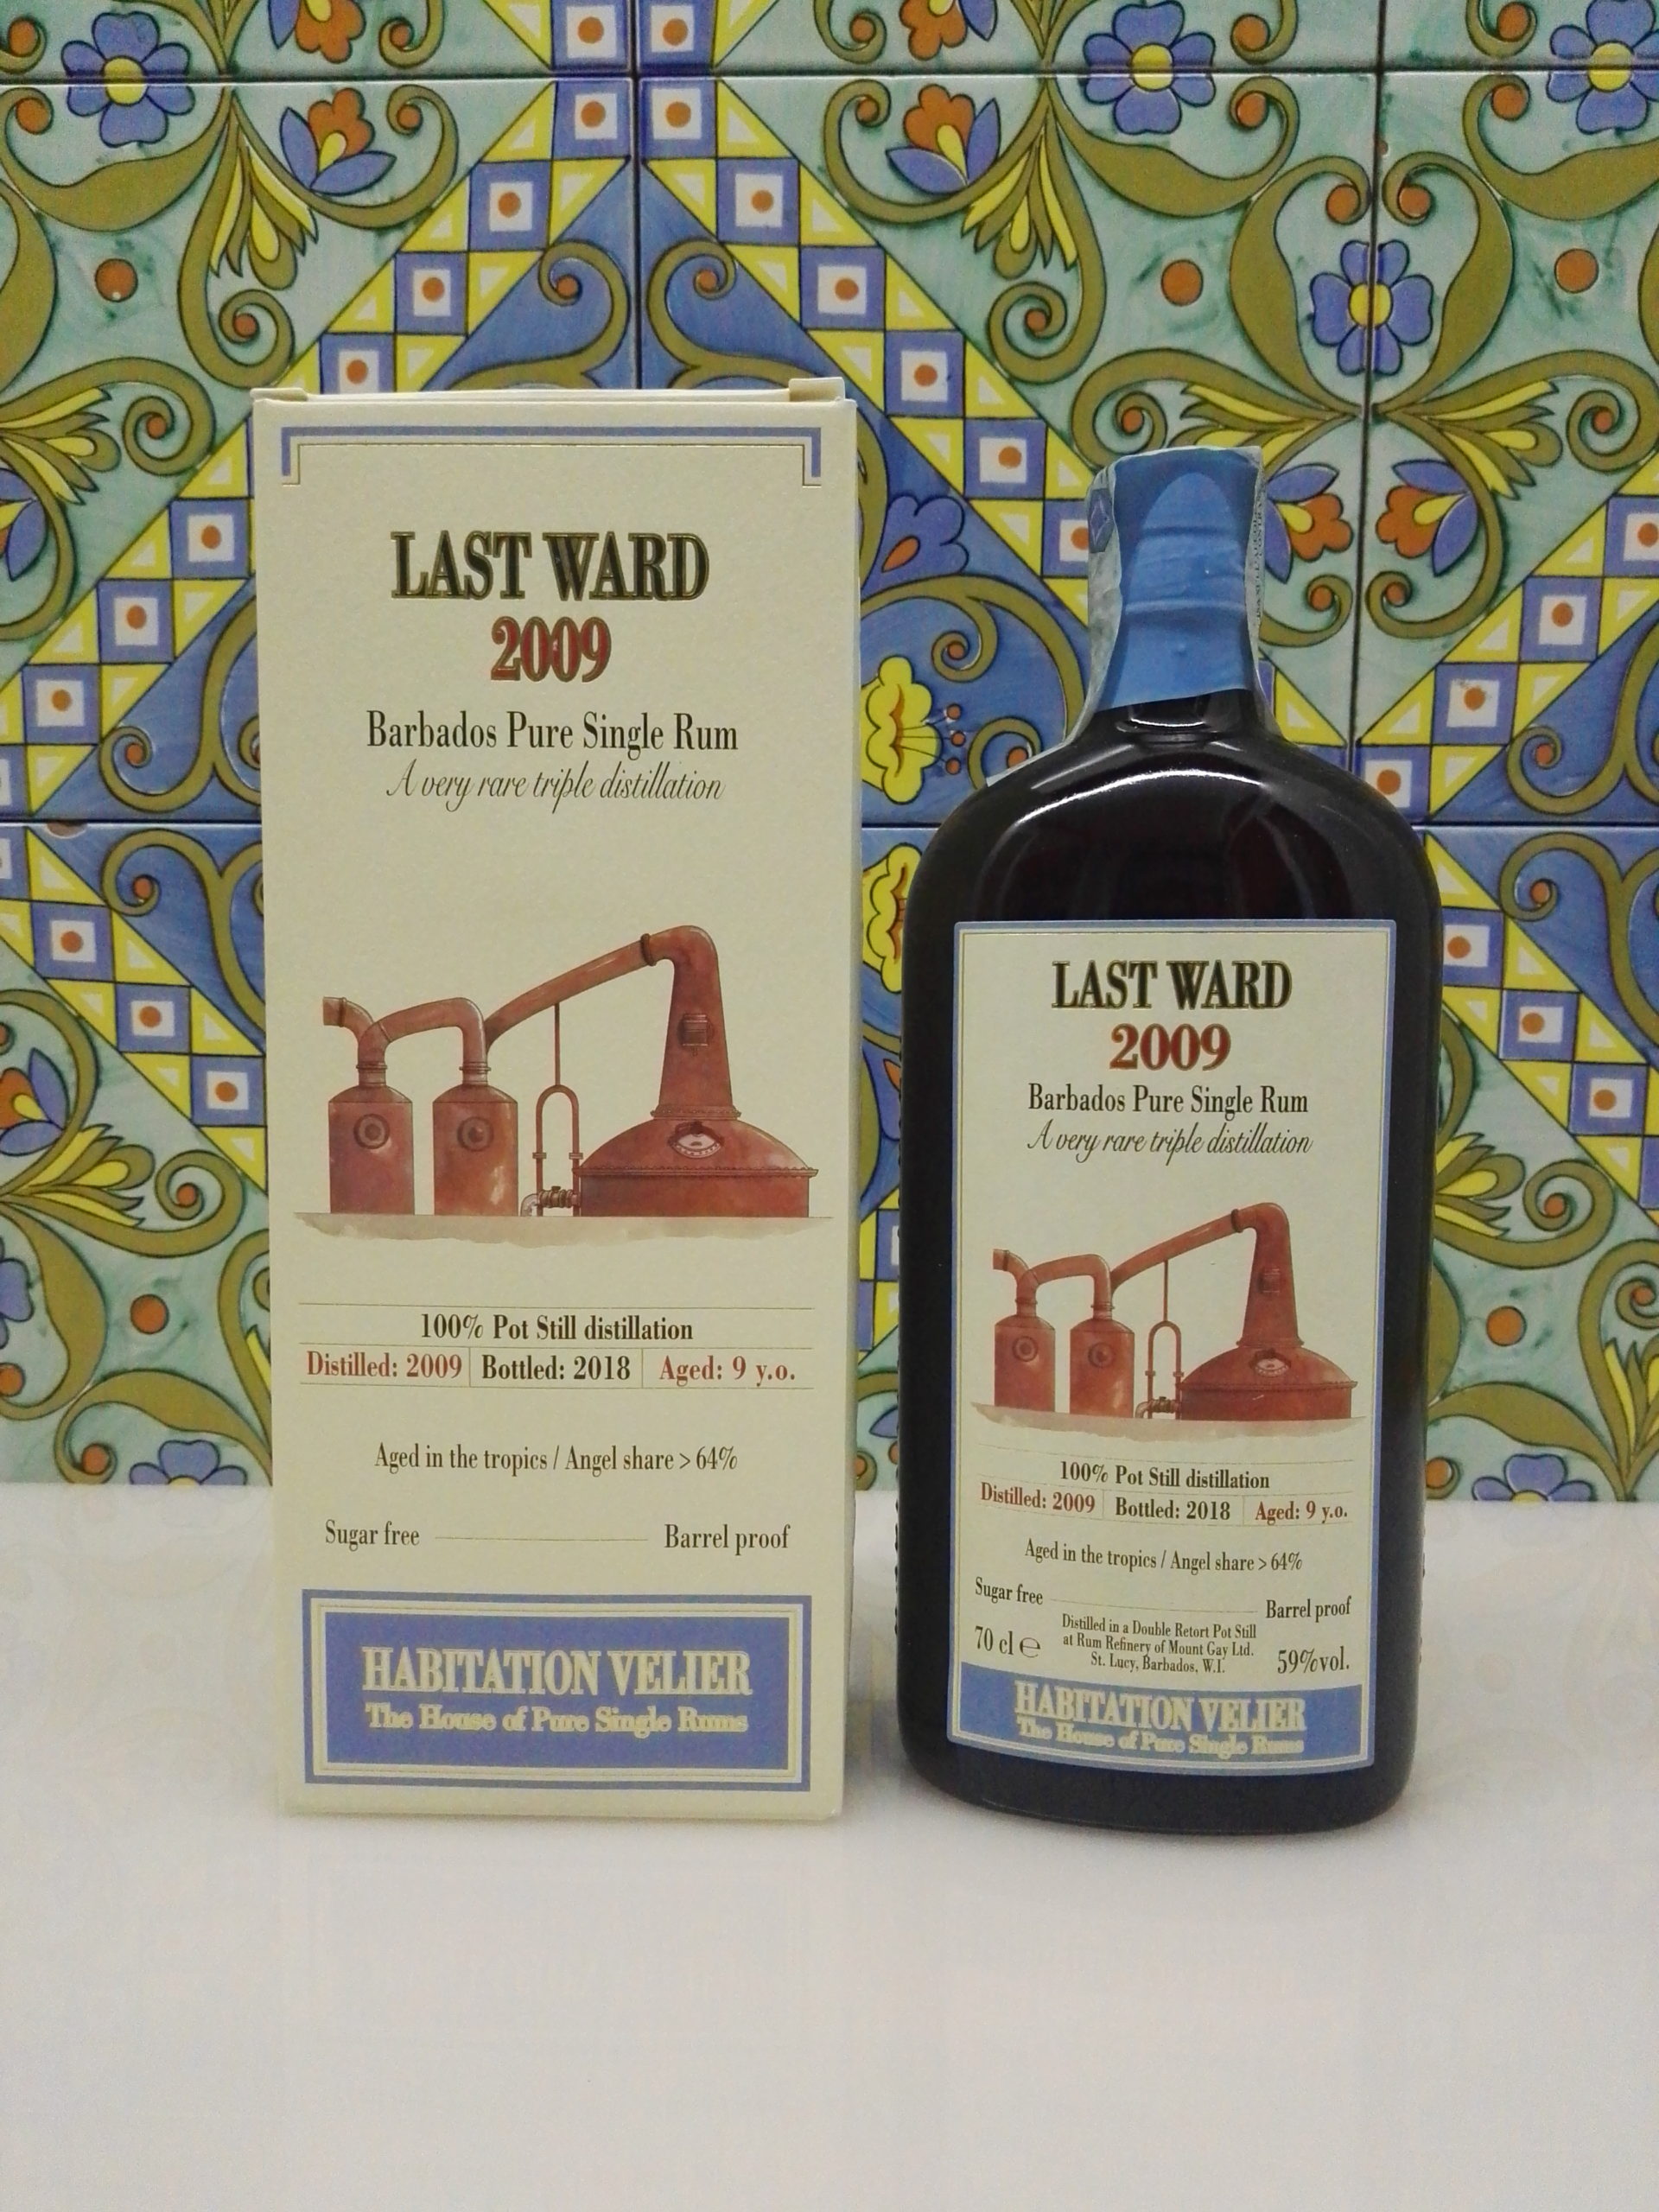 LAST WARD
2009
Barbados Pure Single Rum
A very rare triple distillation
100% Pot Still distillation
Distilled: 2009 Bottled: 2018 Aged: 9 y.o.
Aged in the tropics / Angel share > 64%
Sugar free Barrel proof
HABITATION VELIER
The House of Pure Single Rums
LAST WARD
2009
Barbados Pure Single Rum
A very rare triple distillation
100% Pot Still distillation
Distilled: 2009 Bottled: 2018 Aged: 9 y.o.
Aged in the tropics / Angel share > 64%
Sugar free Barrel proof
70 cl ℮
Distilled in a Double Retort Pot Still
at Rum Refinery of Mount Gay Ltd.
St. Lucy, Barbados, W.I.
59%vol.
HABITATION VELIER
The House of Pure Single Rums